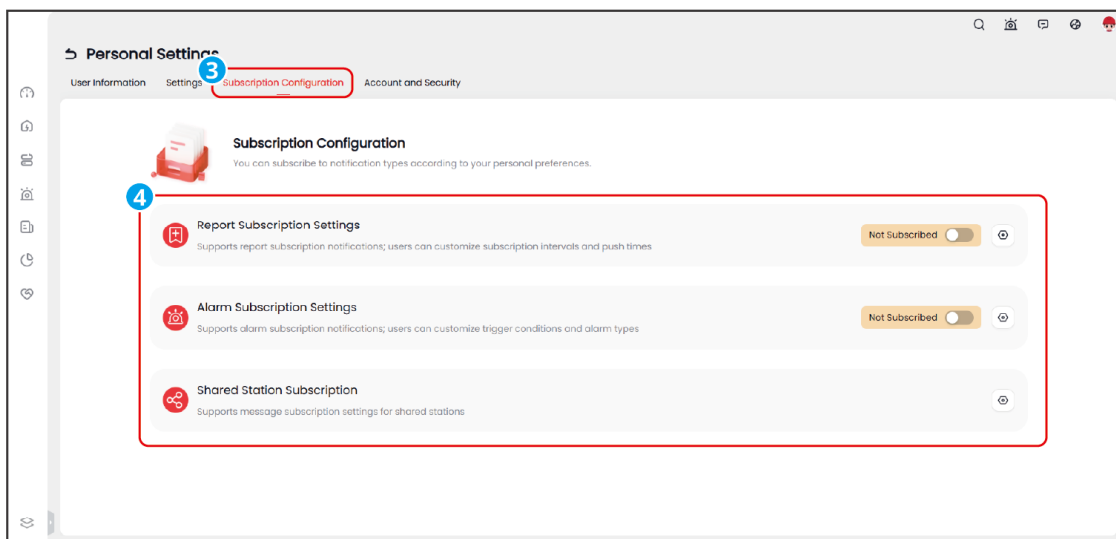 Personal Settings
3
User Information Settings Subscription Configuration Account and Security
Subscription Configuration
You can subscribe to notification types according to your personal preferences.
4
Report Subscription Settings
Supports report subscription notifications; users can customize subscription intervals and push times
Not Subscribed
Alarm Subscription Settings
Supports alarm subscription notifications; users can customize trigger conditions and alarm types
Not Subscribed
Shared Station Subscription
Supports message subscription settings for shared stations